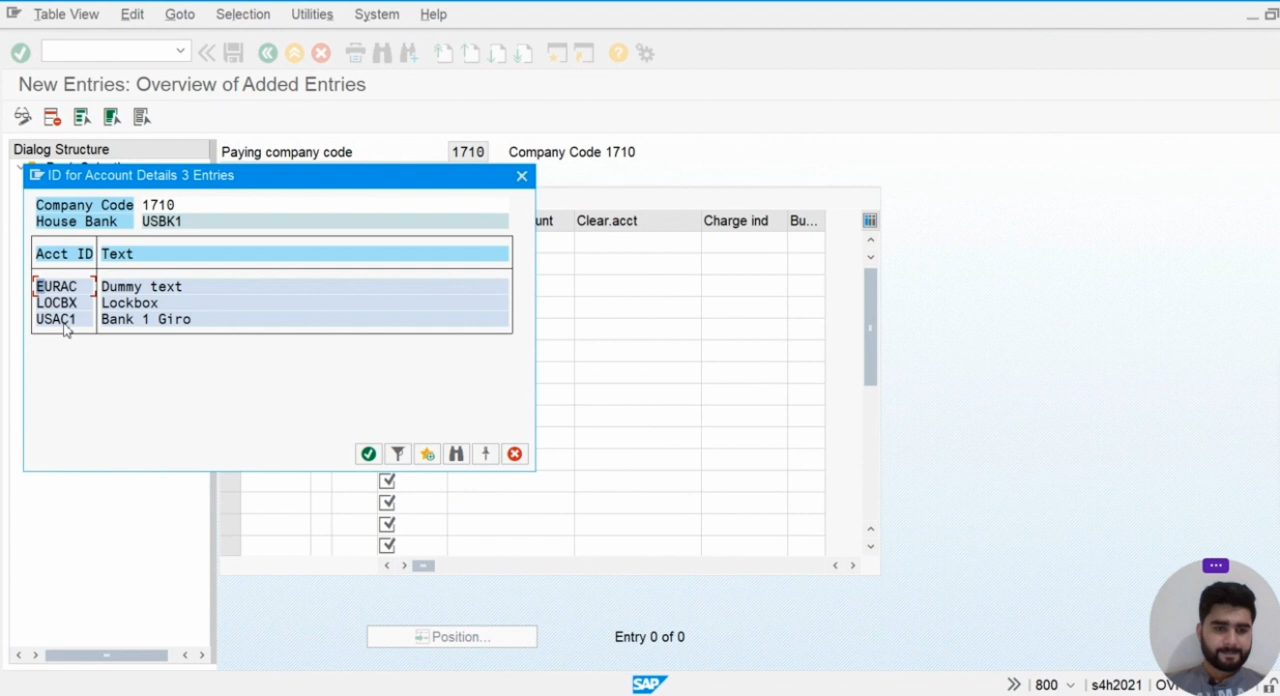 Table View Edit Goto Selection Utilities System Help
New Entries: Overview of Added Entries
Dialog Structure
Paying company code 1710 Company Code 1710
ID for Account Details 3 Entries
Company Code 1710
House Bank USBK1
Clear.acct Charge ind Bu...
Acct ID Text
EURAC Dummy text
LOCBX Lockbox
USAC1 Bank 1 Giro
Position... Entry 0 of 0
SAP
800 s4h2021